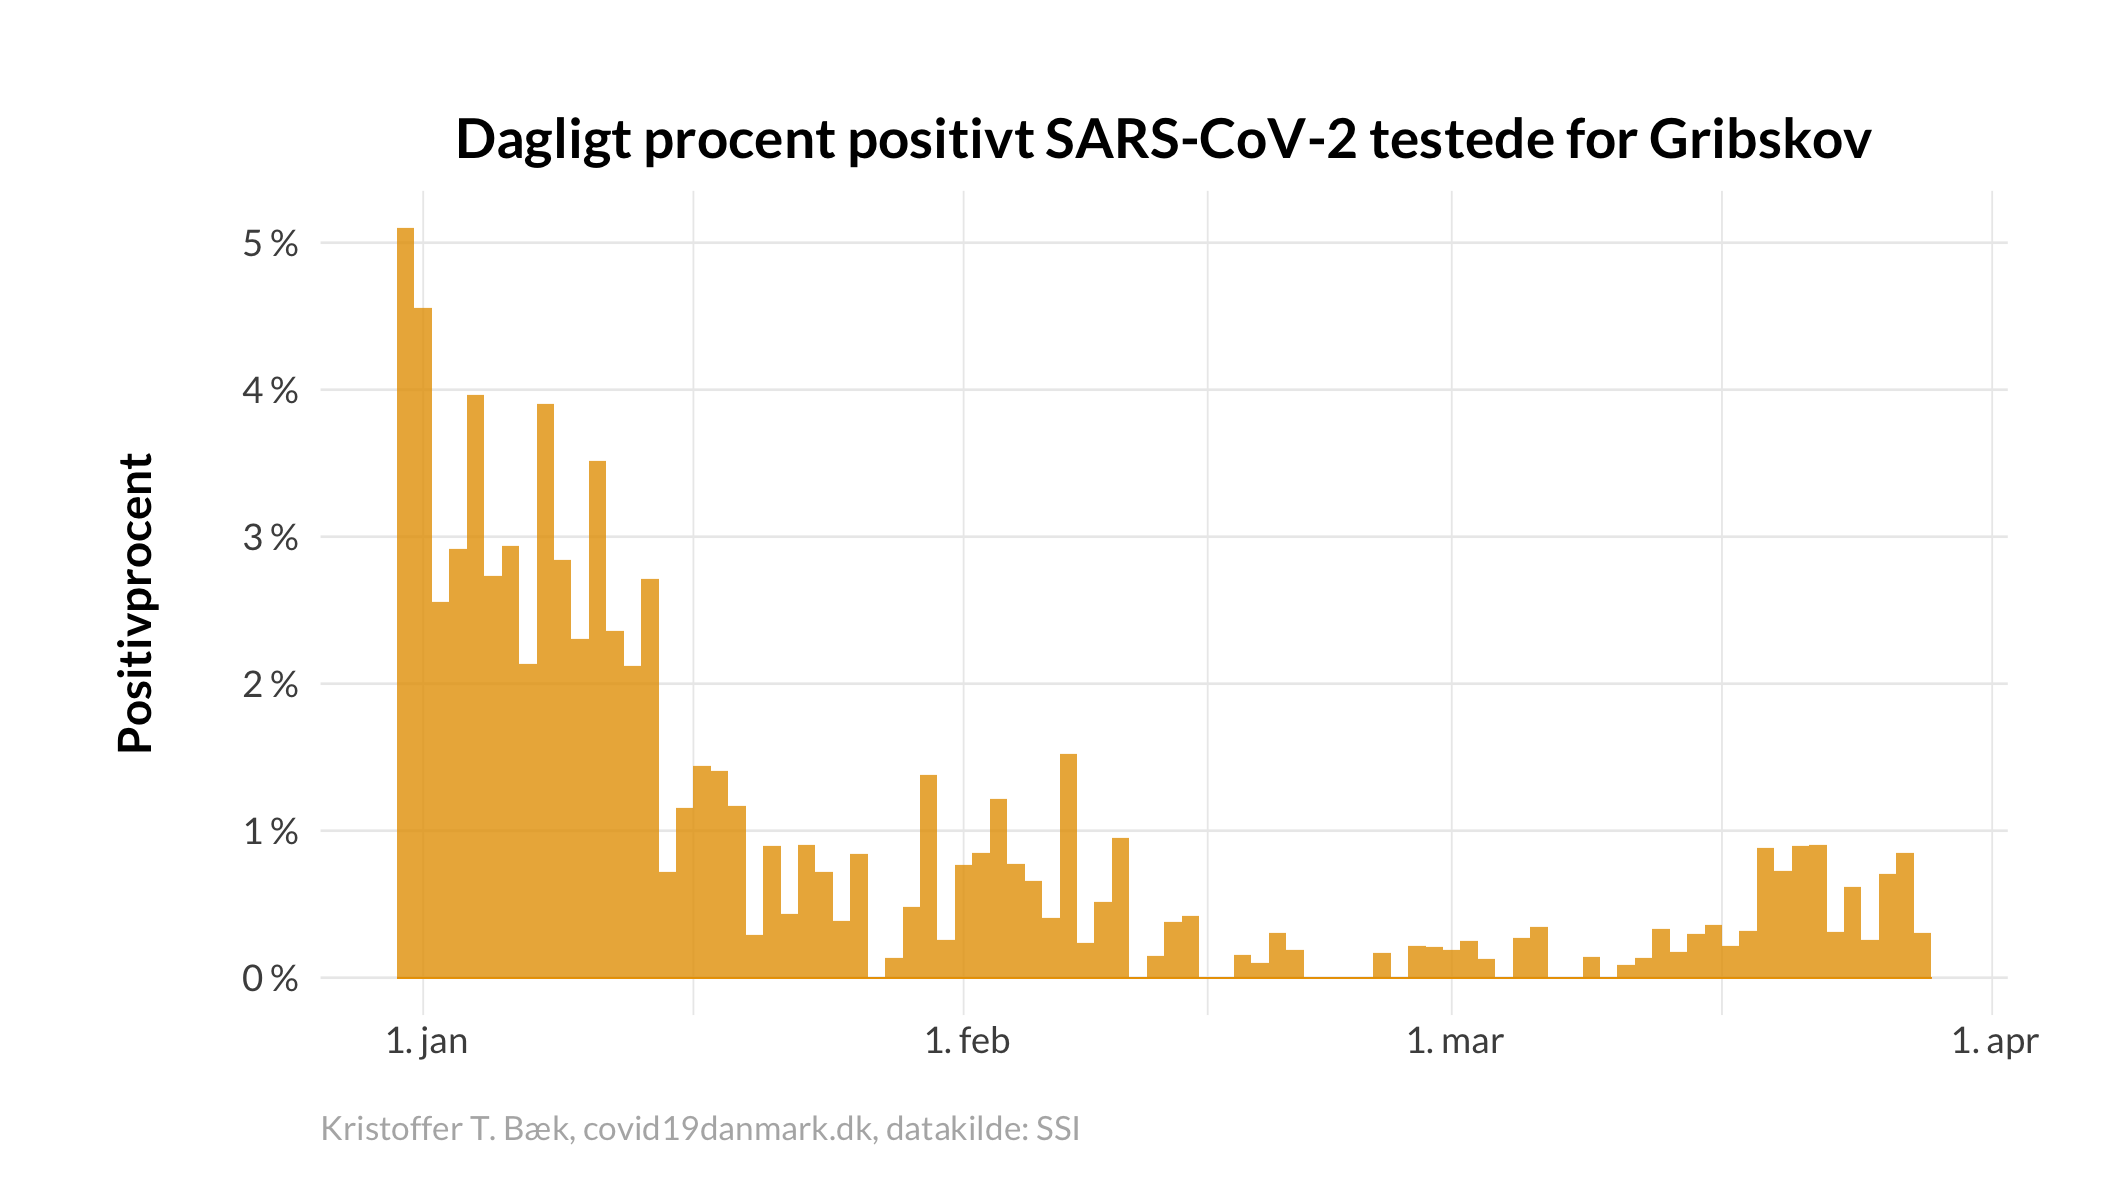 Dagligt procent positivt SARS-CoV-2 testede for Gribskov
Positivprocent
5 %
4 %
3 %
2 %
1 %
0 %
1. jan
1. feb
1. mar
1. apr
Kristoffer T. Bæk, covid19danmark.dk, datakilde: SSI